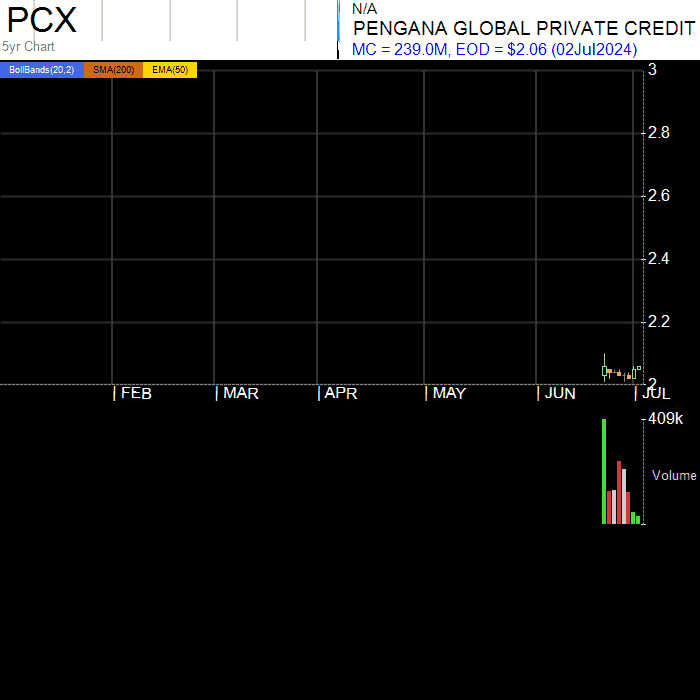 PCX
5yr Chart
N/A
PENGANA GLOBAL PRIVATE CREDIT
MC = 239.0M, EOD = $2.06 (02Jul2024)
BollBands(20,2) SMA(200) EMA(50)
3
2.8
2.6
2.4
2.2
2
FEB MAR APR MAY JUN JUL
409k
Volume